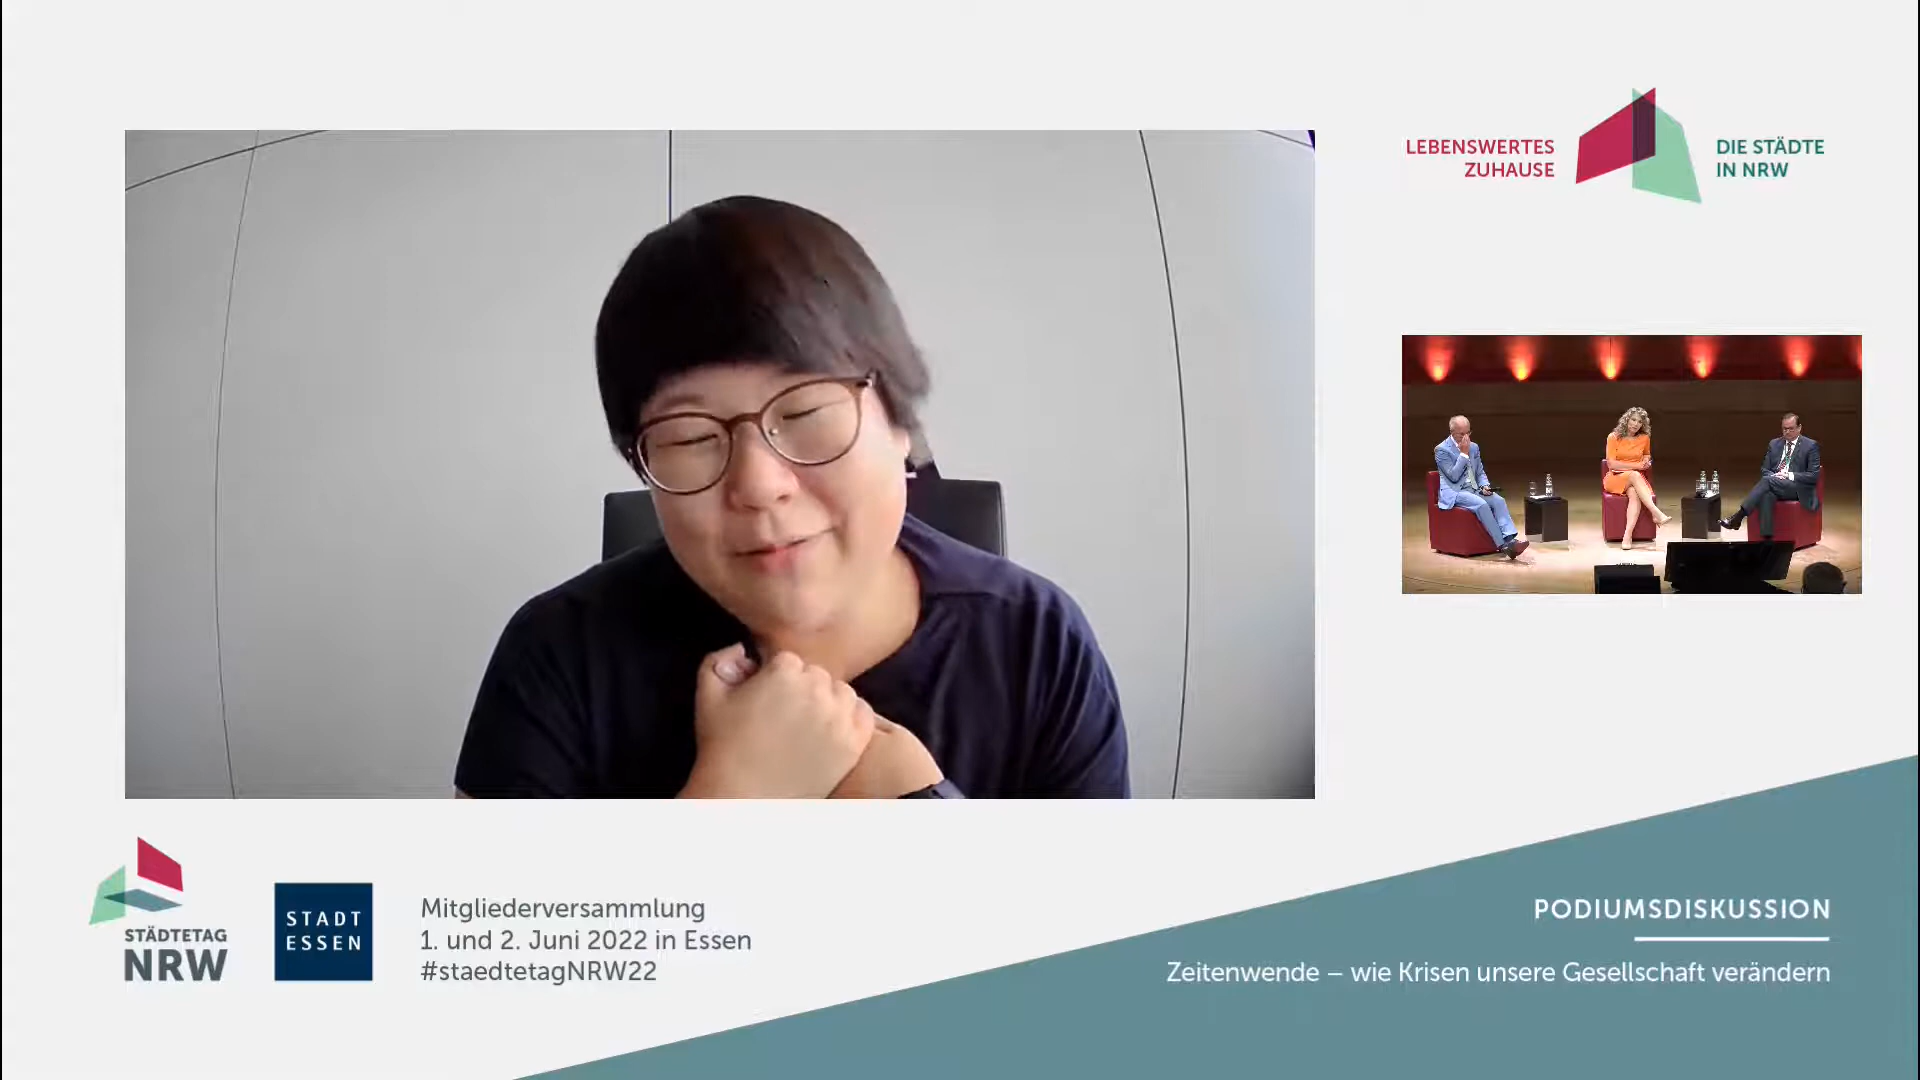 LEBENSWERTES
ZUHAUSE
DIE STÄDTE
IN NRW
STÄDTETAG
NRW
STADT
ESSEN
Mitgliederversammlung
1. und 2. Juni 2022 in Essen
#staedtetagNRW22
PODIUMSDISKUSSION
Zeitenwende – wie Krisen unsere Gesellschaft verändern